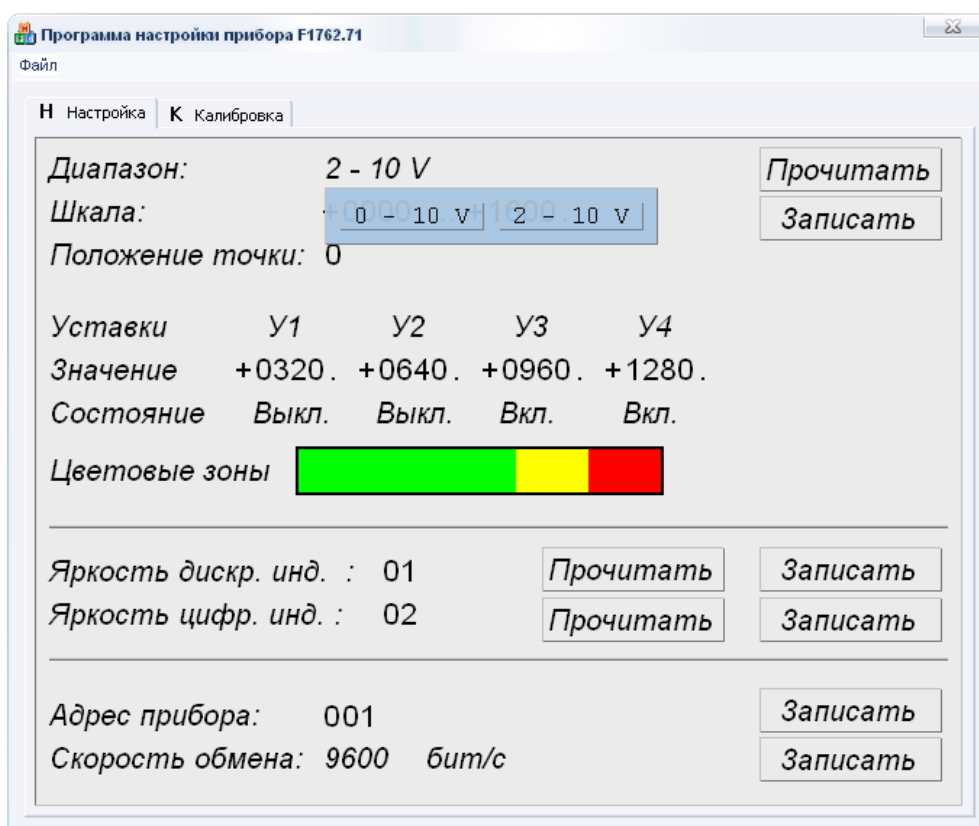 Программа настройки прибора F1762.71
Файл
Н Настройка К Калибровка
Диапазон: 2 - 10 V Прочитать
Шкала: 0 - 10 V 2 - 10 V Записать
Положение точки: 0
Уставки У1 У2 У3 У4
Значение +0320. +0640. +0960. +1280.
Состояние Выкл. Выкл. Вкл. Вкл.
Цветовые зоны
Яркость дискр. инд. : 01 Прочитать Записать
Яркость цифр. инд. : 02 Прочитать Записать
Адрес прибора: 001 Записать
Скорость обмена: 9600 бит/с Записать